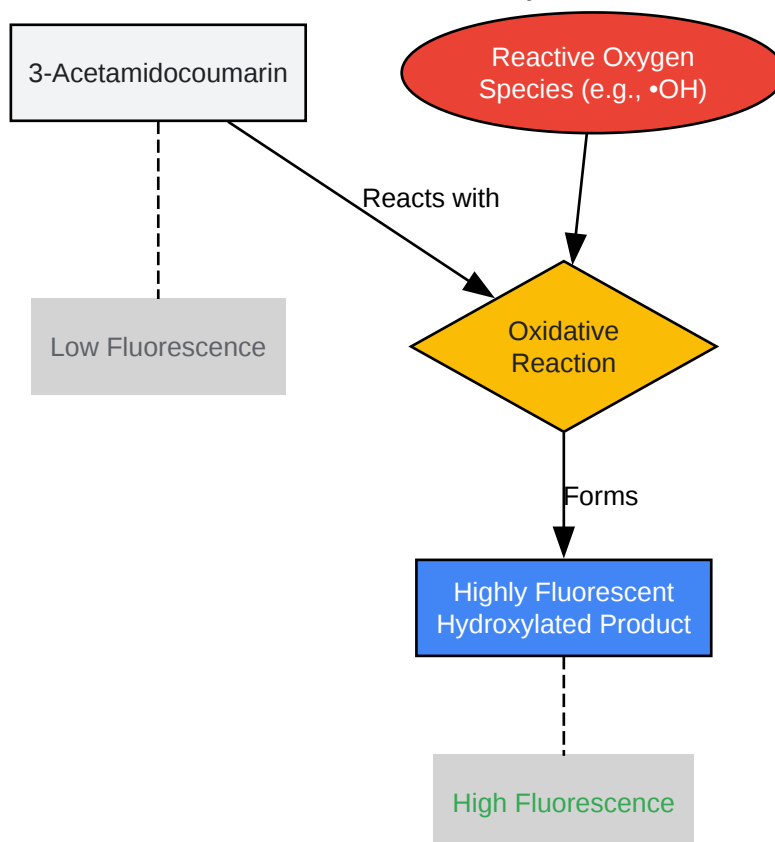 3-Acetamidocoumarin
Reactive Oxygen
Species (e.g., •OH)
Reacts with
Low Fluorescence
Oxidative
Reaction
Forms
Highly Fluorescent
Hydroxylated Product
High Fluorescence